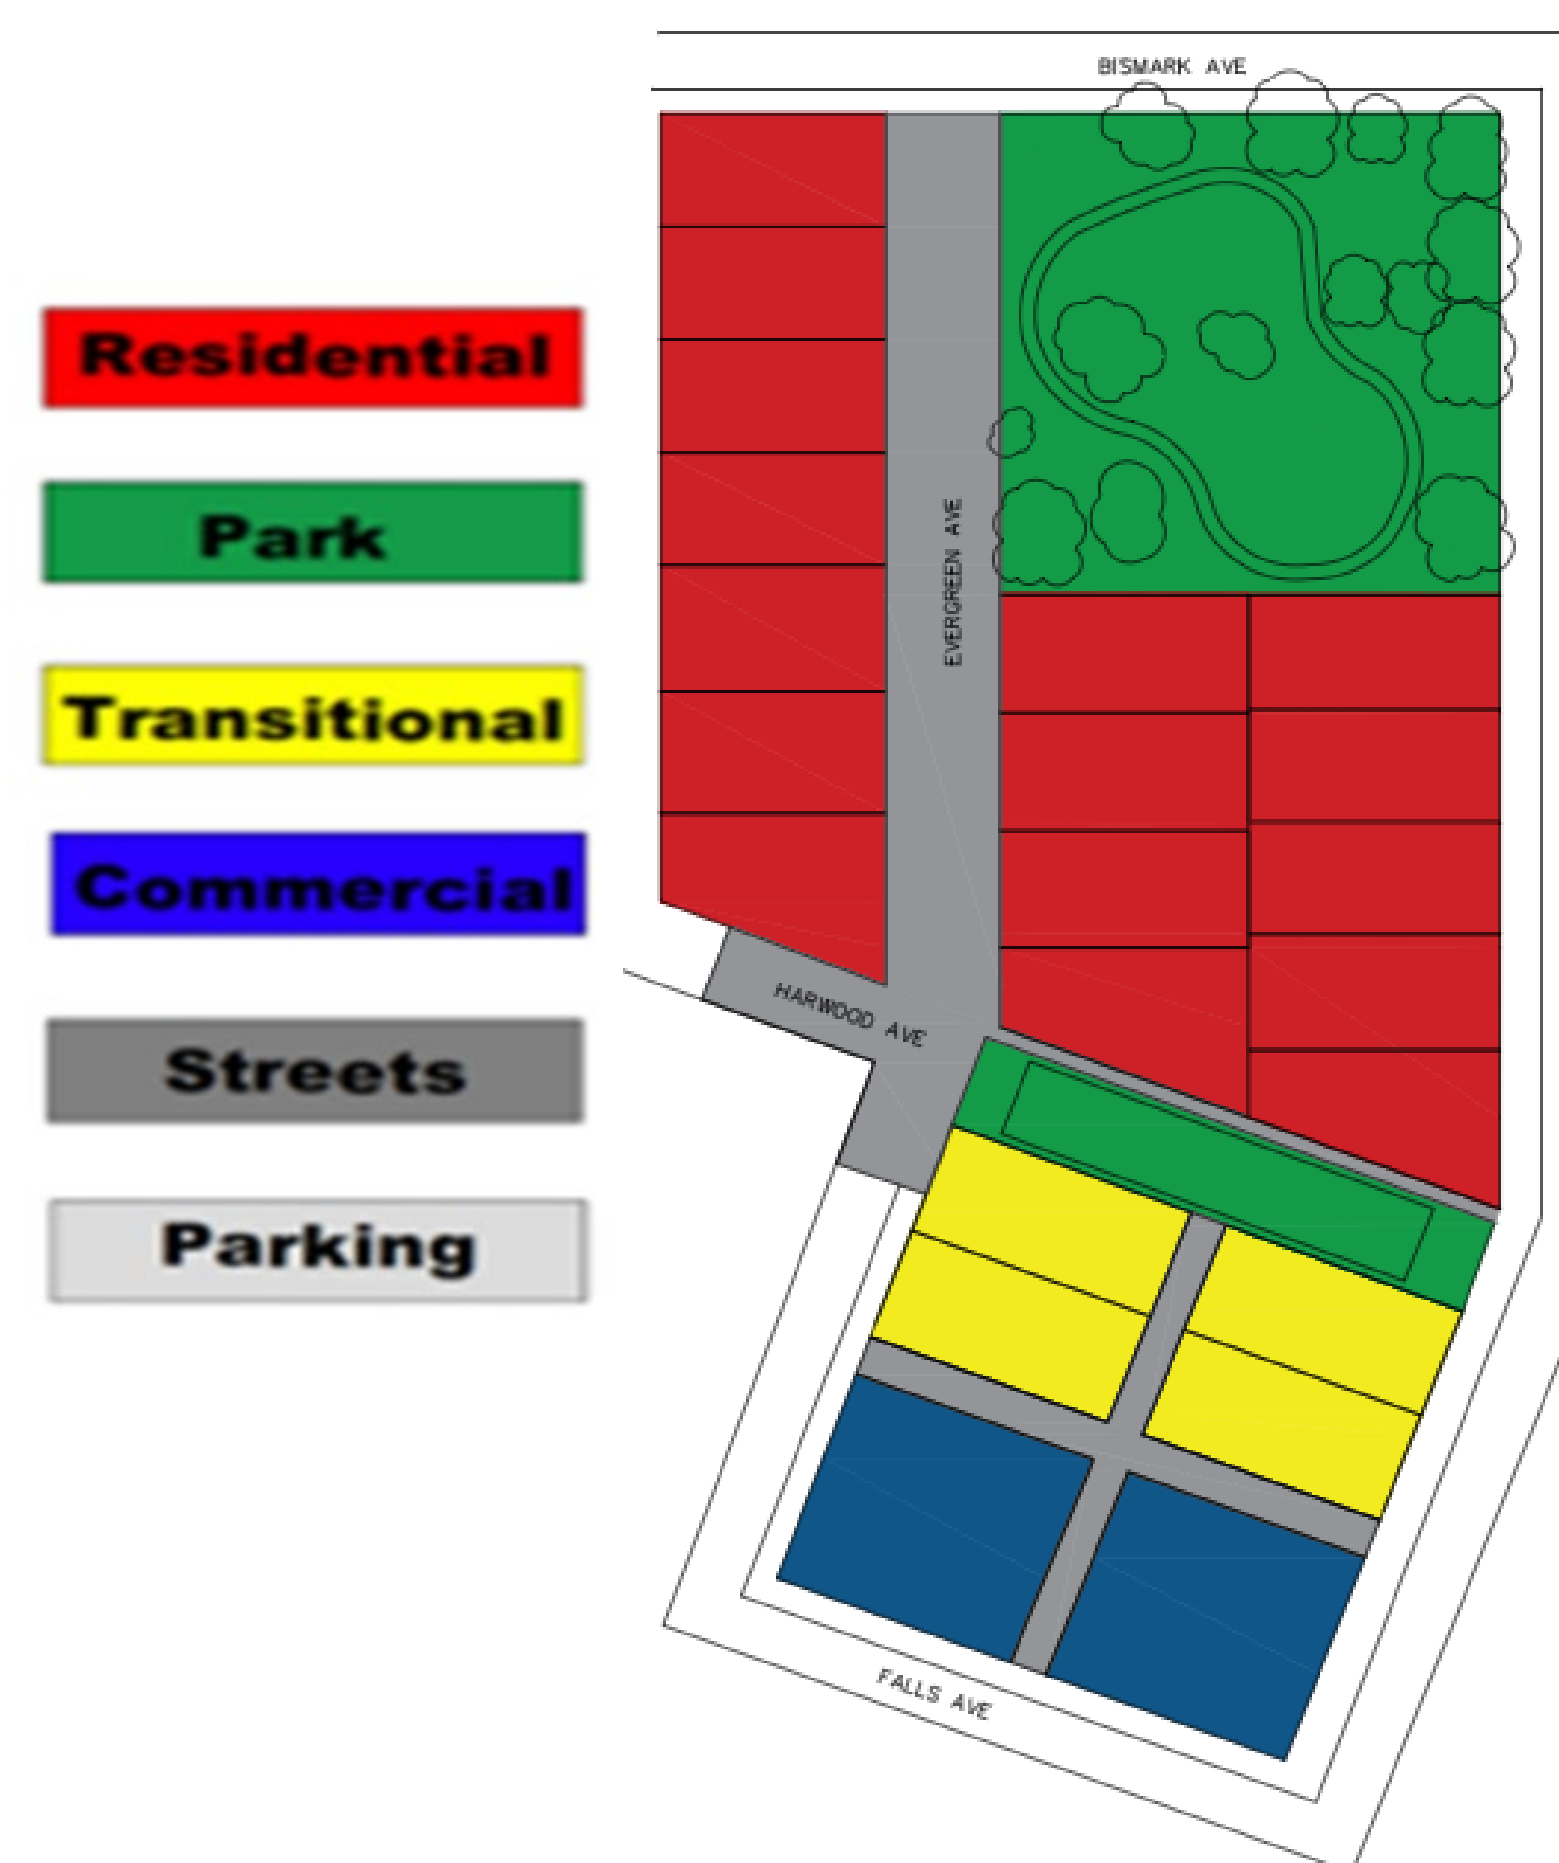 Residential
Park
Transitional
Commercial
Streets
Parking
BISMARK AVE
EVERGREEN AVE
HARWOOD AVE
FALLS AVE